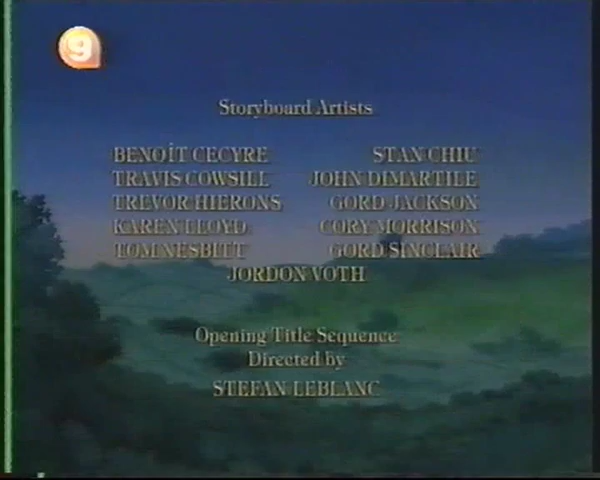 9
Storyboard Artists
BENOÎT CECYRE STAN CHIU
TRAVIS COWSILL JOHN DIMARTILE
TREVOR HIERONS GORD JACKSON
KAREN LLOYD CORY MORRISON
TOM NESBITT GORD SINCLAIR
JORDON VOTH
Opening Title Sequence
Directed by
STEFAN LEBLANC